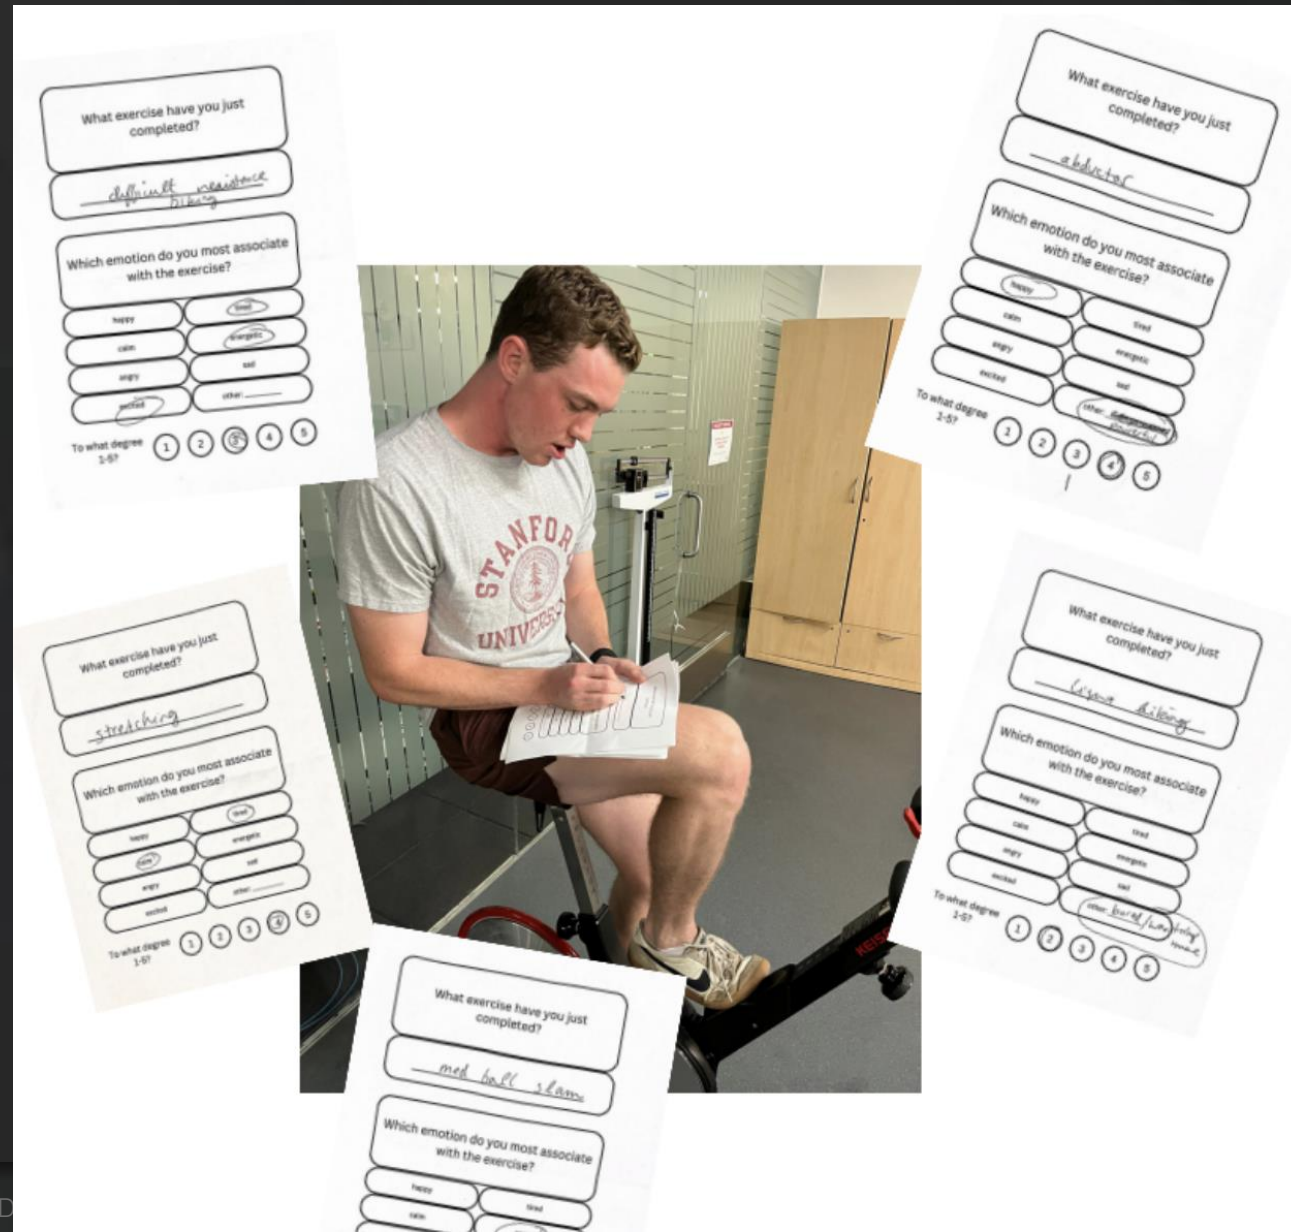 What exercise have you just
completed?
difficult resistance
biking
Which emotion do you most associate
with the exercise?
happy
tired
calm
energetic
angry
sad
excited
other:
To what degree
1-5?
1 2 3 4 5
What exercise have you just
completed?
abductor
Which emotion do you most associate
with the exercise?
happy
tired
calm
energetic
angry
sad
excited
other:
powerful
To what degree
1-5?
1 2 3 4 5
STANFOR
UNIVERS
KEISE
What exercise have you just
completed?
stretching
Which emotion do you most associate
with the exercise?
happy
tired
calm
energetic
angry
sad
excited
other:
To what degree
1-5?
1 2 3 4 5
What exercise have you just
completed?
Which emotion do you most associate
with the exercise?
happy
tired
calm
energetic
angry
sad
excited
other: bored/
To what degree
1-5?
1 2 3 4 5
What exercise have you just
completed?
med ball slam
Which emotion do you most associate
with the exercise?
happy
tired
calm
D